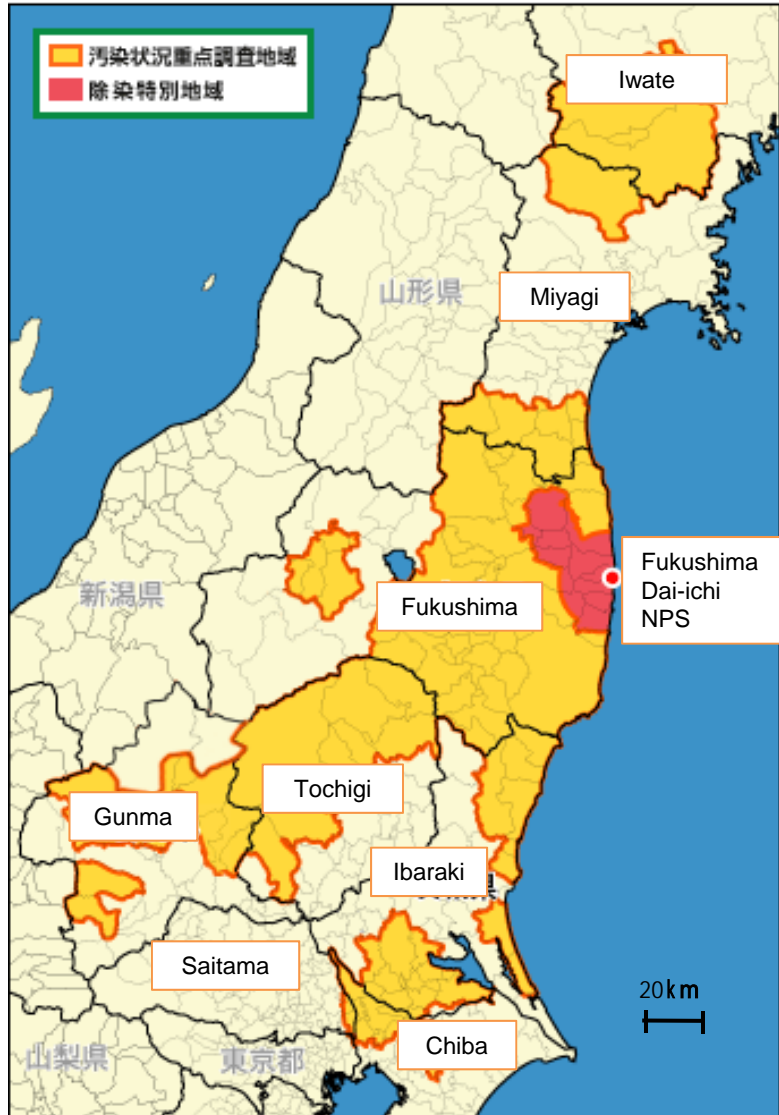 汚染状況重点調査地域
除染特別地域
Iwate
山形県
Miyagi
新潟県
Fukushima
Fukushima
Dai-ichi
NPS
Tochigi
Gunma
Ibaraki
県
Saitama
20km
Chiba
山梨県
東京都